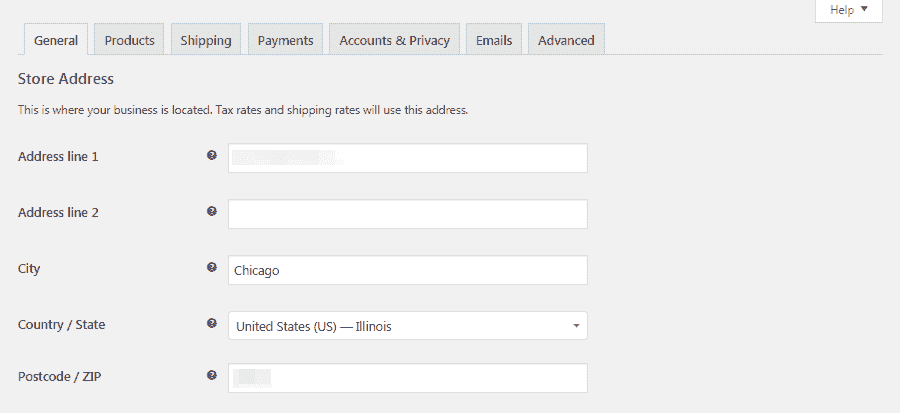 Help
General Products Shipping Payments Accounts & Privacy Emails Advanced
Store Address
This is where your business is located. Tax rates and shipping rates will use this address.
Address line 1
Address line 2
City Chicago
Country / State United States (US) — Illinois
Postcode / ZIP